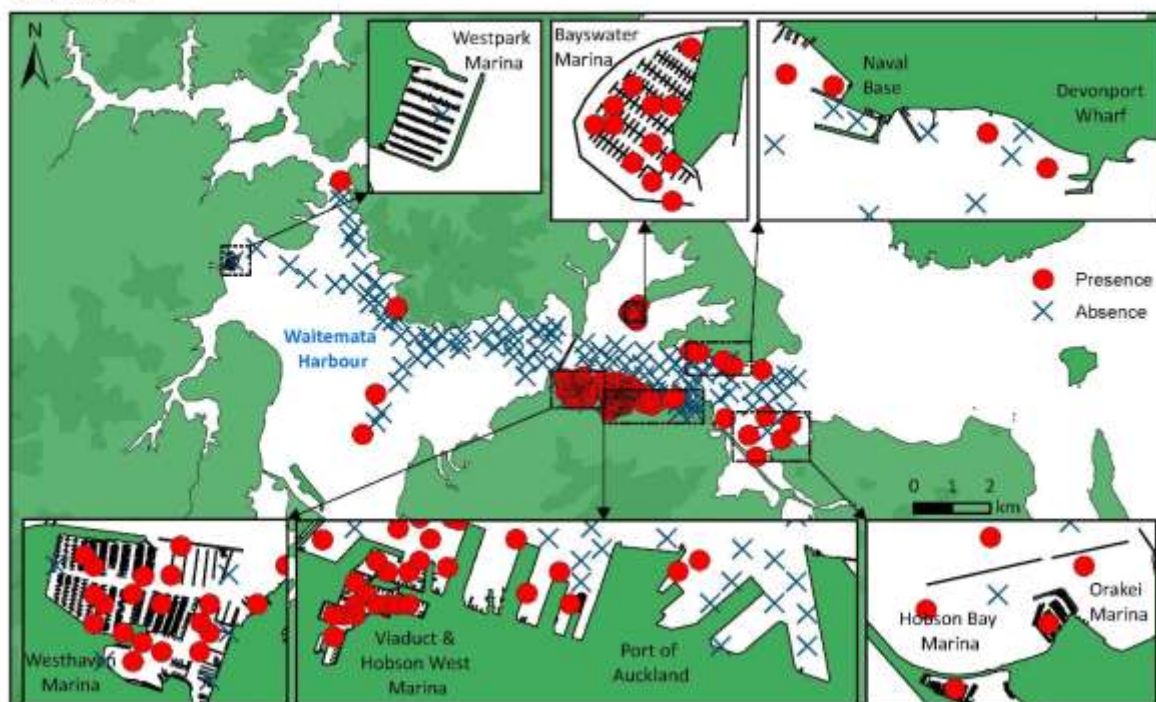 N
Westpark
Marina
Bayswater
Marina
Naval
Base
Devonport
Wharf
Presence
Absence
Waitemata
Harbour
0 1 2
km
Westhaven
Marina
Viaduct &
Hobson West
Marina
Port of
Auckland
Hobson Bay
Marina
Orakei
Marina